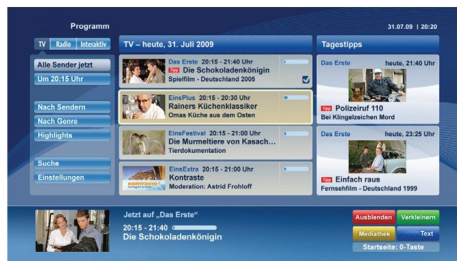 Programm
31.07.09 | 20:20
TV Radio Interaktiv
TV – heute, 31. Juli 2009
Tagestipps
Alle Sender jetzt
Um 20:15 Uhr
Nach Sendern
Nach Genre
Highlights
Suche
Einstellungen
Das Erste 20:15 - 21:40 Uhr
Tipp Die Schokoladenkönigin
Spielfilm - Deutschland 2005
EinsPlus 20:15 - 20:30 Uhr
Rainers Küchenklassiker
Omas Küche aus dem Osten
EinsFestival 20:15 - 21:00 Uhr
Die Murmeltiere von Kasach...
Tierdokumentation
EinsExtra 20:15 - 21:00 Uhr
Kontraste
Moderation: Astrid Frohloff
kontraste
Das Erste heute, 21:40 Uhr
Tipp Polizeiruf 110
Bei Klingelzeichen Mord
Das Erste heute, 23:25 Uhr
Tipp Einfach raus
Fernsehfilm - Deutschland 1999
Jetzt auf „Das Erste“
20:15 - 21:40
Die Schokoladenkönigin
Ausblenden Verkleinern
Mediathek Text
Startseite: 0-Taste